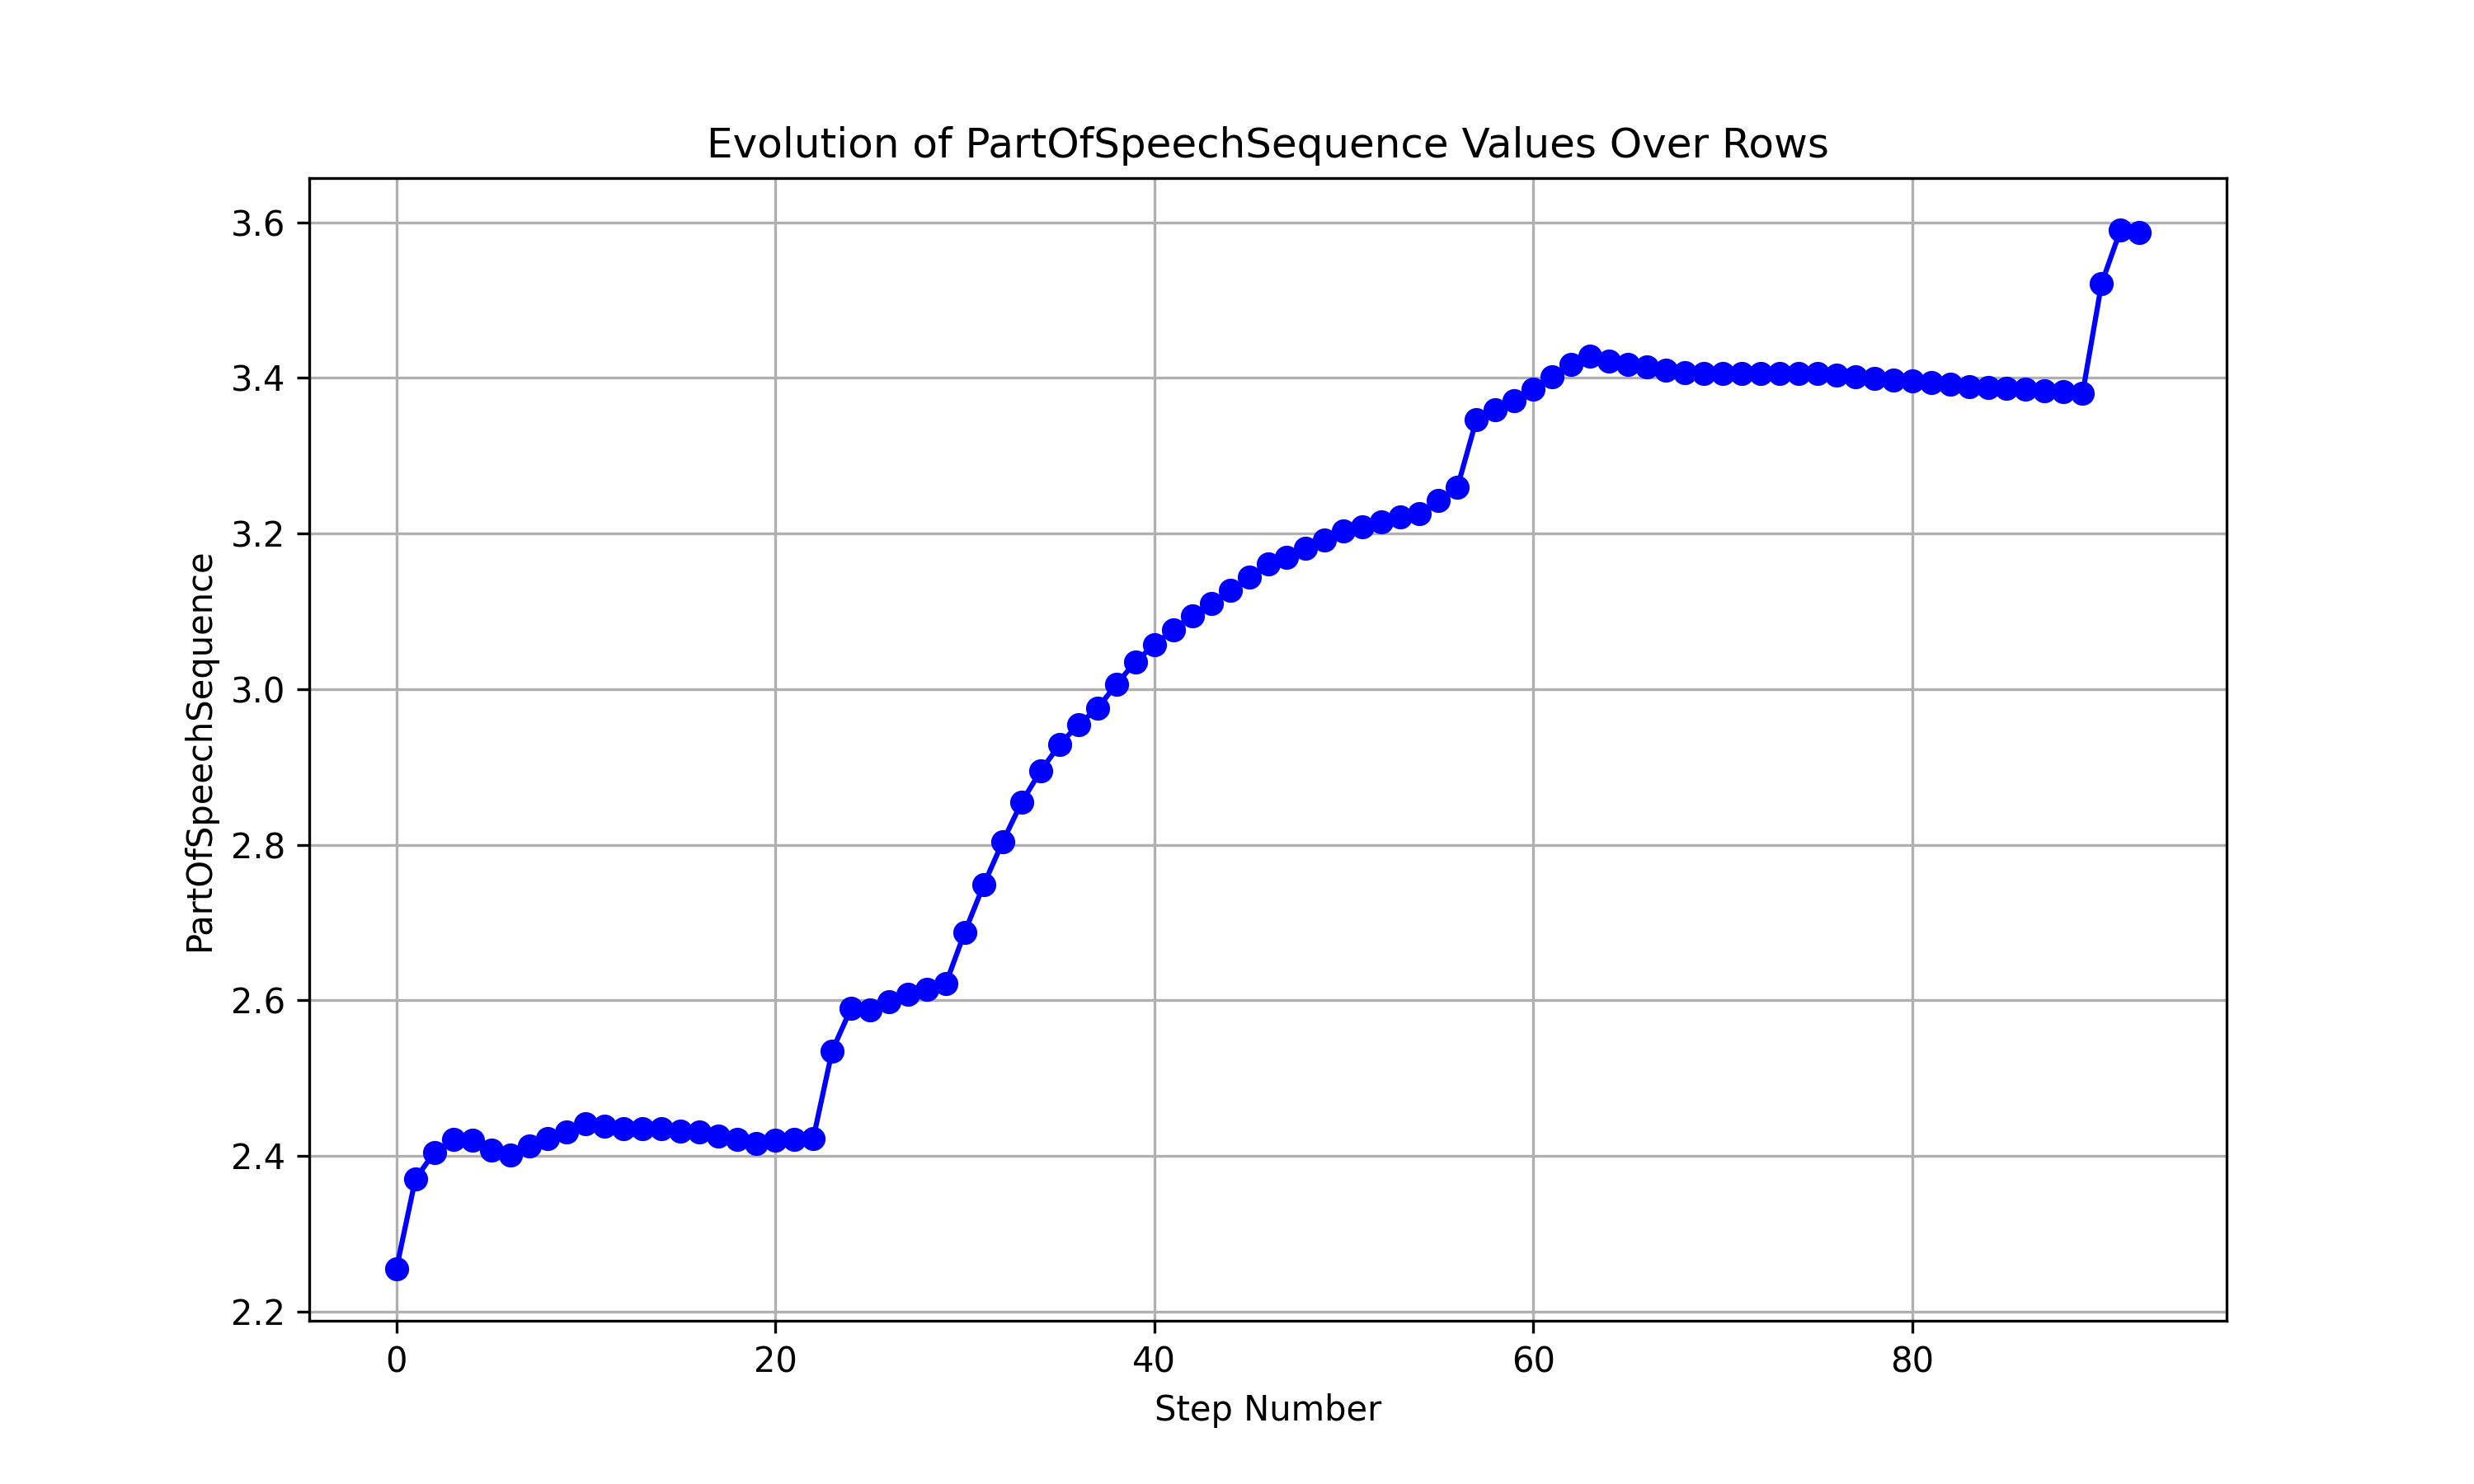 Evolution of PartOfSpeechSequence Values Over Rows
3.6
3.4
3.2
3.0
2.8
2.6
2.4
2.2
PartOfSpeechSequence
0 20 40 60 80
Step Number